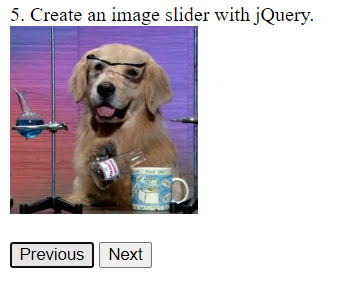 5. Create an image slider with jQuery.
Previous
Next